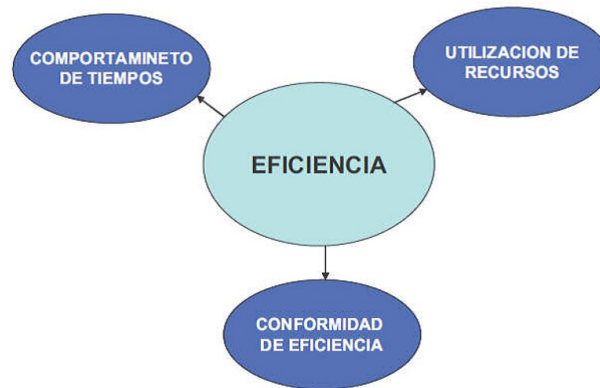 COMPORTAMINETO
DE TIEMPOS
UTILIZACION DE
RECURSOS
EFICIENCIA
CONFORMIDAD
DE EFICIENCIA